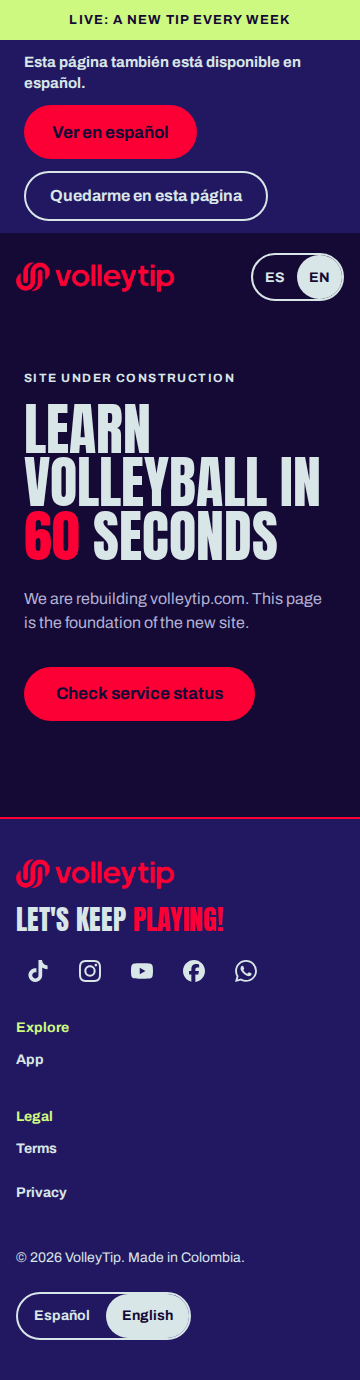 LIVE: A NEW TIP EVERY WEEK
Esta página también está disponible en
español.
Ver en español
Quedarme en esta página
volleytip
ES EN
SITE UNDER CONSTRUCTION
LEARN
VOLLEYBALL IN
60 SECONDS
We are rebuilding volleytip.com. This page
is the foundation of the new site.
Check service status
volleytip
LET'S KEEP PLAYING!
Explore
App
Legal
Terms
Privacy
© 2026 VolleyTip. Made in Colombia.
Español English